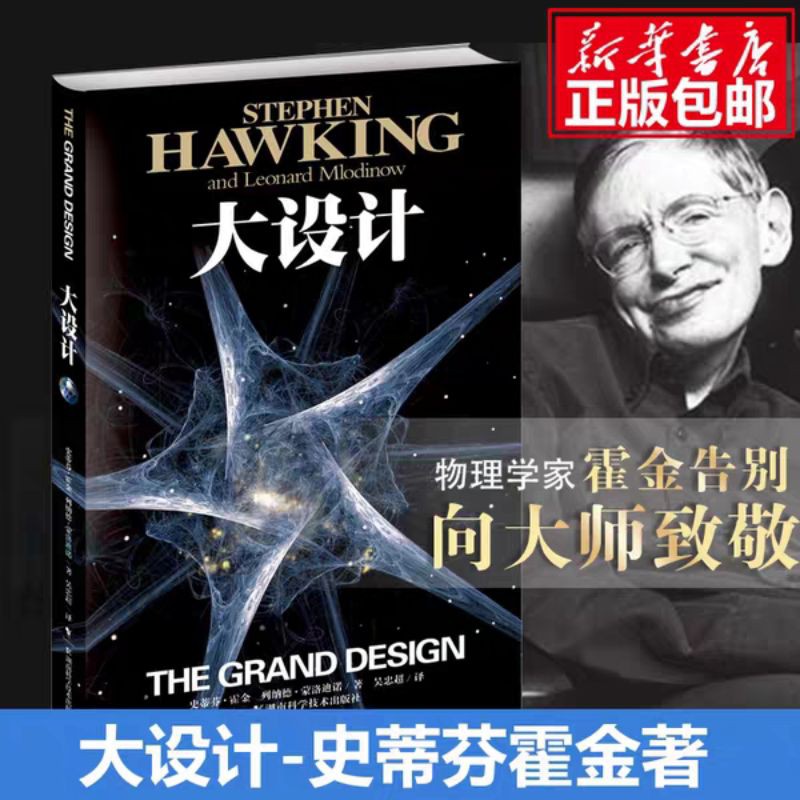 新华书店
正版包邮
STEPHEN
HAWKING
and Leonard Mlodinow
大设计
THE GRAND DESIGN
大设计
物理学家 霍金告别
向大师致敬
THE GRAND DESIGN
史蒂芬·霍金 列纳德·蒙洛迪诺/著 吴忠超/译
湖南科学技术出版社
大设计-史蒂芬霍金著